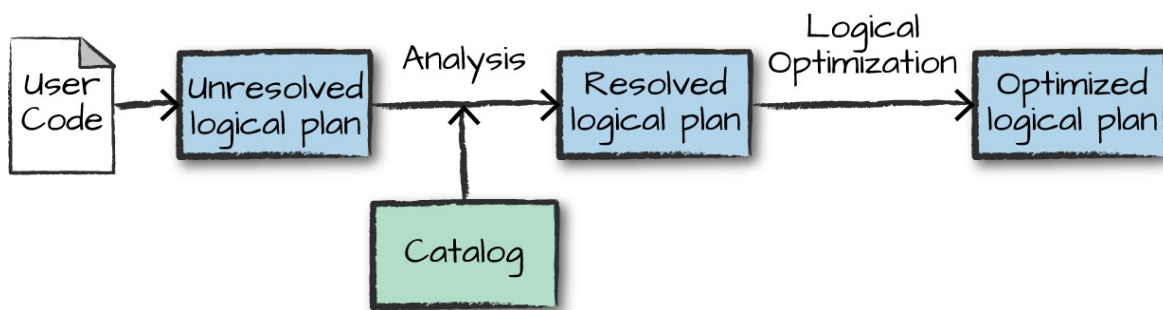 User
Code
Unresolved
logical plan
Analysis
Catalog
Resolved
logical plan
Logical
Optimization
Optimized
logical plan